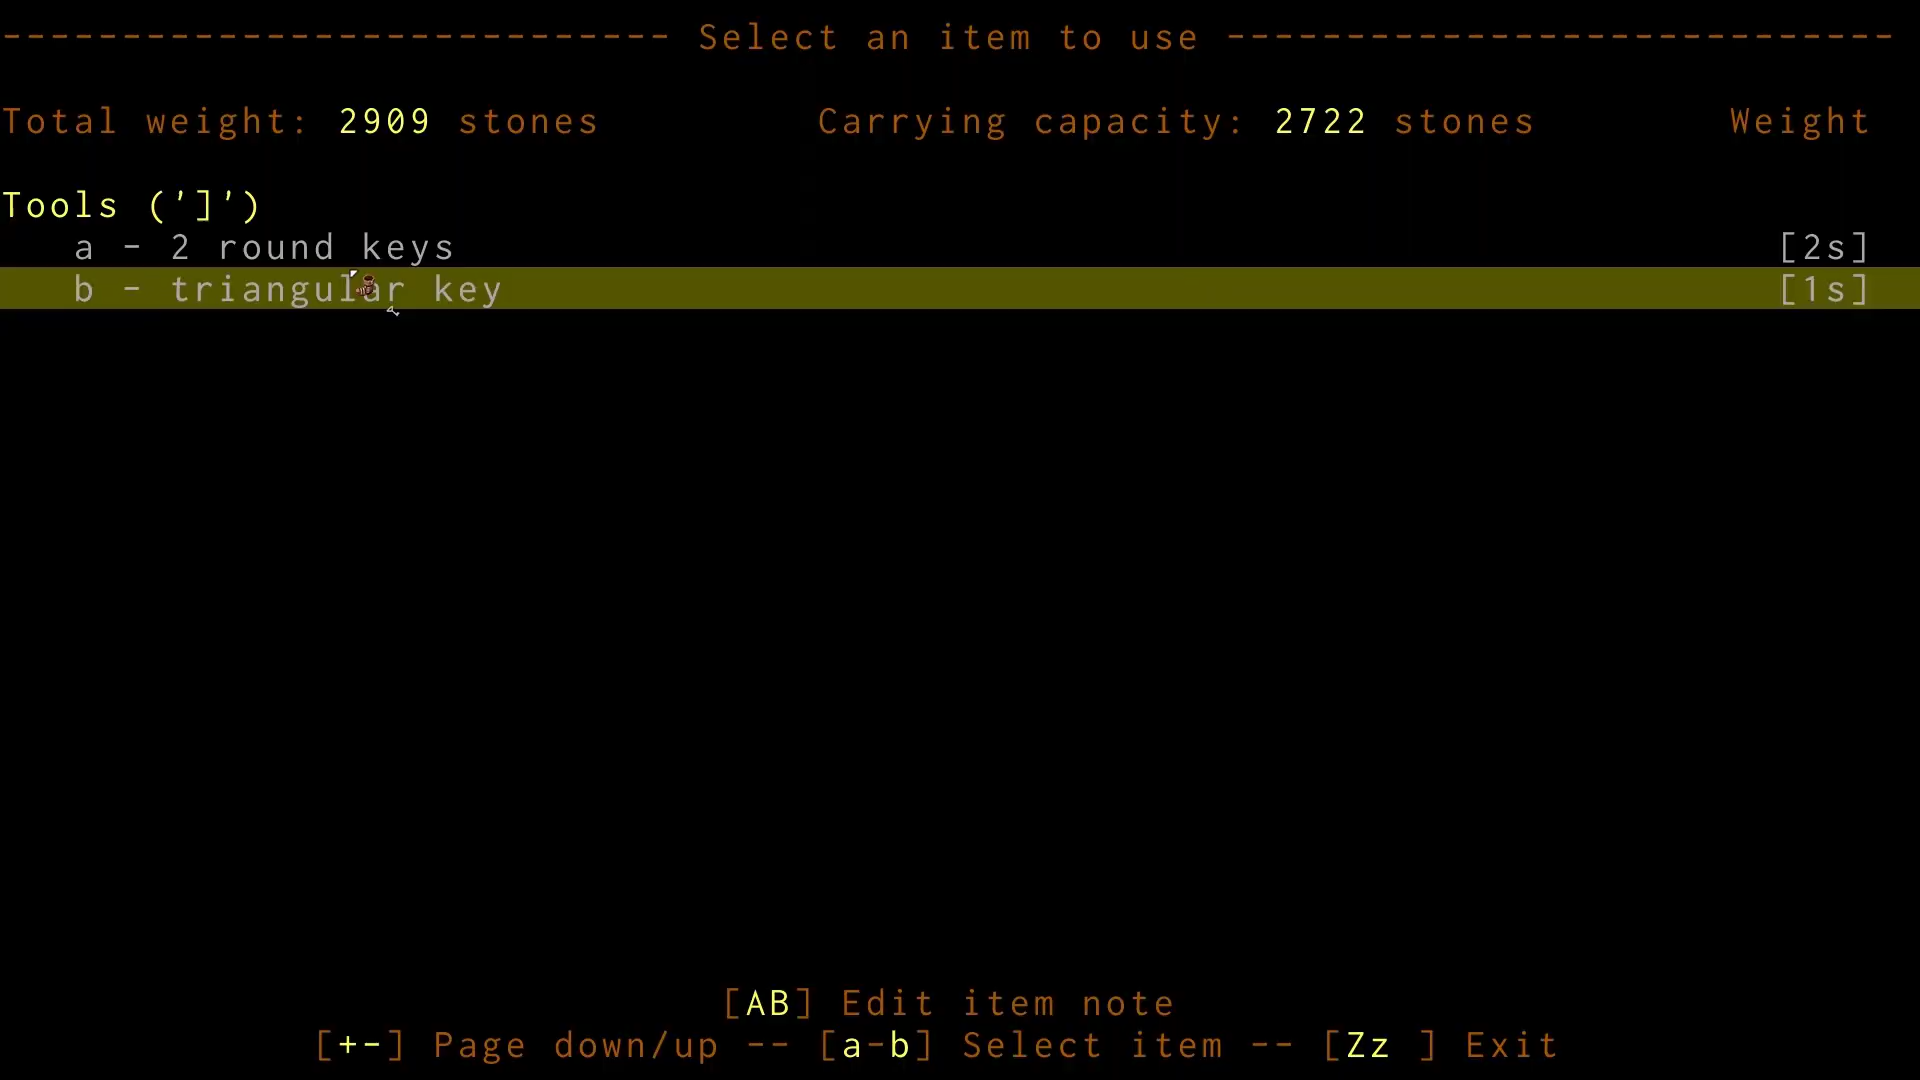 ---------------------------- Select an item to use ----------------------------
Total weight: 2909 stones Carrying capacity: 2722 stones Weight
Tools (']')
a - 2 round keys [2s]
b - triangular key [1s]
[AB] Edit item note
[+-] Page down/up -- [a-b] Select item -- [Zz ] Exit